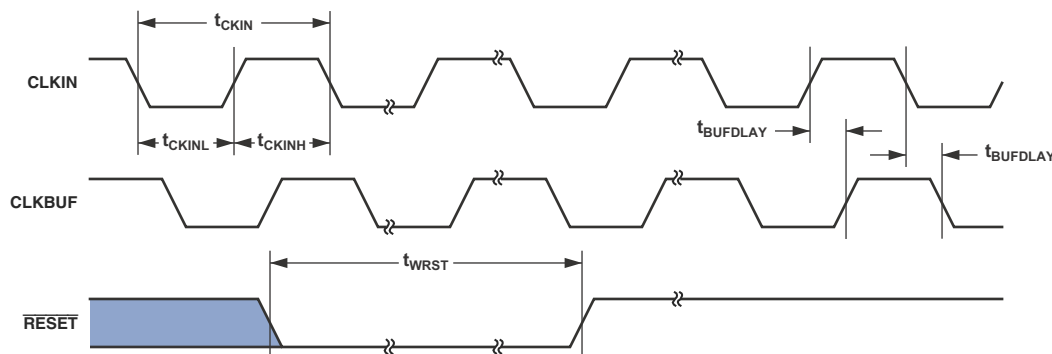 tCKIN
CLKIN
tCKINL tCKINH
tBUFDLAY
tBUFDLAY
CLKBUF
tWRST
RESET